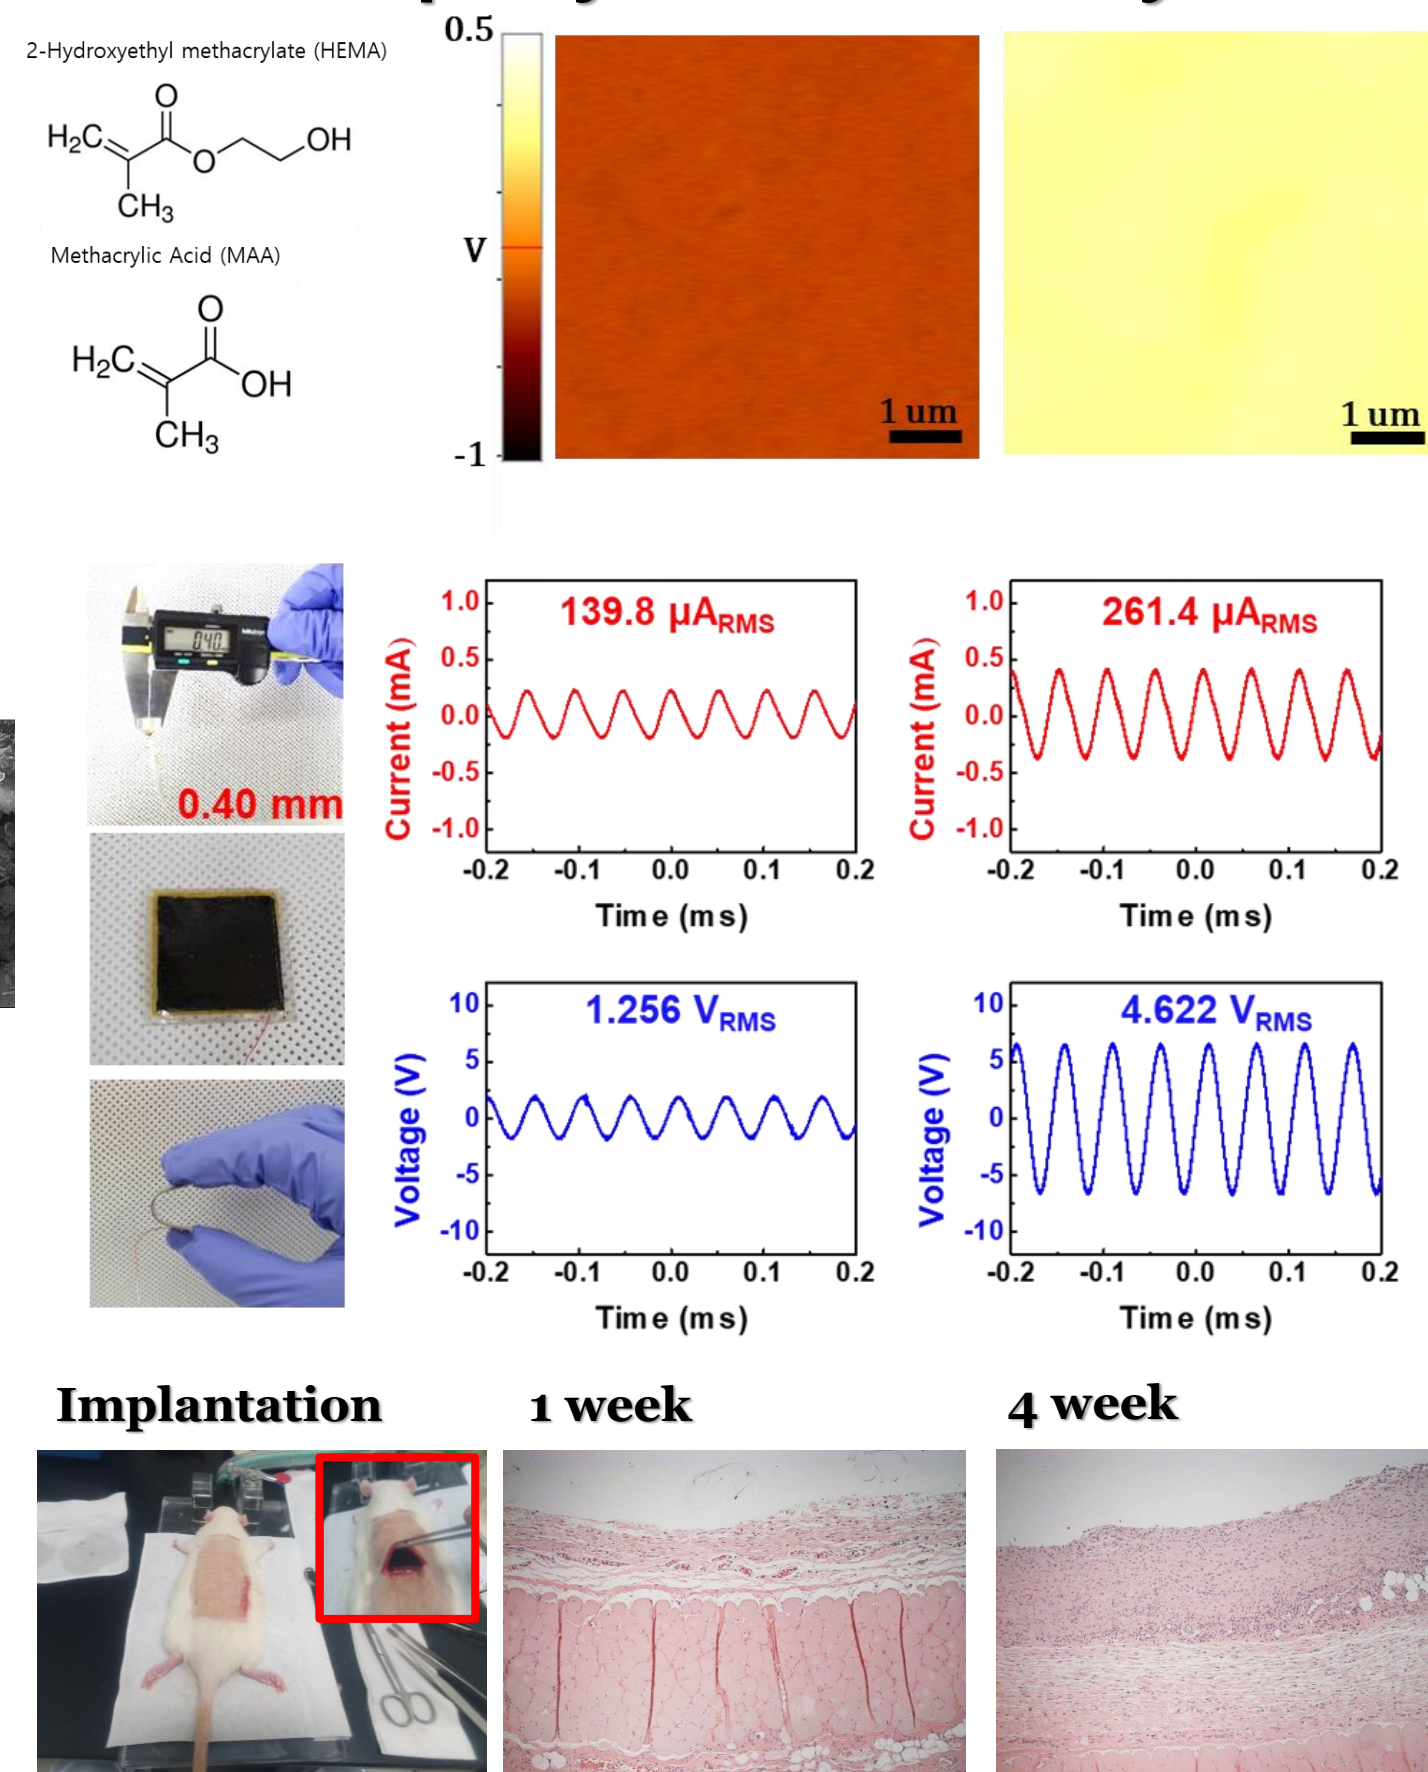 2-Hydroxyethyl methacrylate (HEMA)
O
H2C
O
OH
CH3
Methacrylic Acid (MAA)
O
H2C
OH
CH3
0.5
V
-1
1 um
1 um
0.40
0.40 mm
139.8 µARMS
Current (mA)
1.0
0.5
0.0
-0.5
-1.0
-0.2 -0.1 0.0 0.1 0.2
Time (ms)
261.4 µARMS
Current (mA)
1.0
0.5
0.0
-0.5
-1.0
-0.2 -0.1 0.0 0.1 0.2
Time (ms)
1.256 VRMS
Voltage (V)
10
5
0
-5
-10
-0.2 -0.1 0.0 0.1 0.2
Time (ms)
4.622 VRMS
Voltage (V)
10
5
0
-5
-10
-0.2 -0.1 0.0 0.1 0.2
Time (ms)
Implantation
1 week
4 week